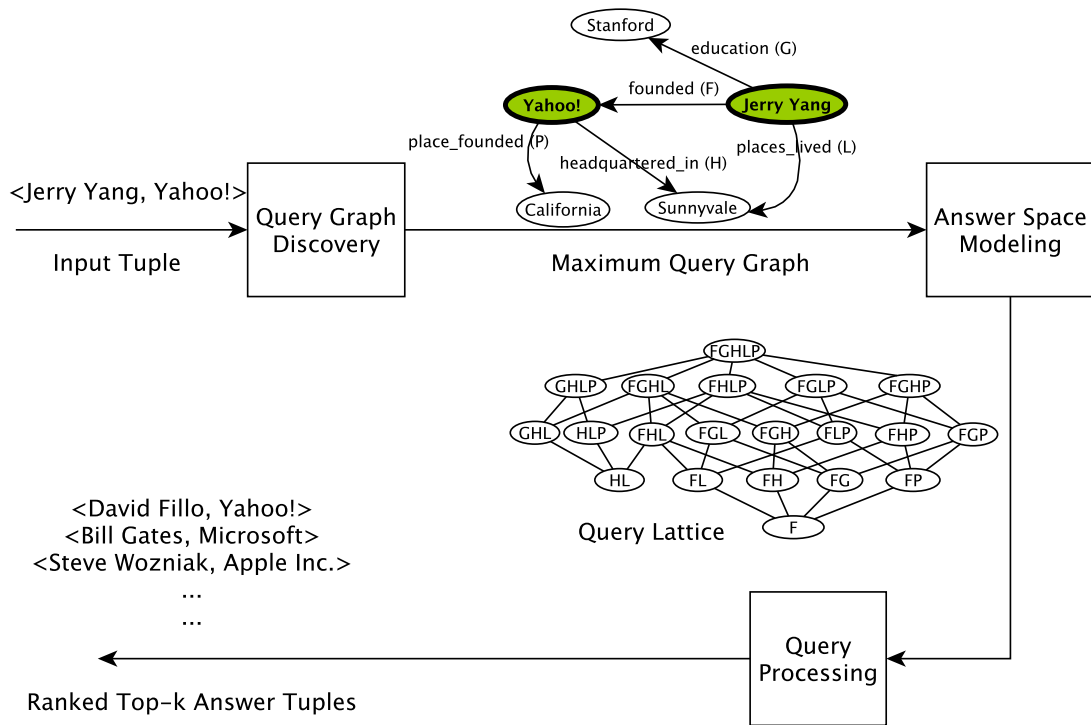 Stanford
education (G)
founded (F)
Yahoo!
Jerry Yang
place_founded (P)
headquartered_in (H)
places_lived (L)
California
Sunnyvale
<Jerry Yang, Yahoo!>
Input Tuple
Query Graph
Discovery
Maximum Query Graph
Answer Space
Modeling
FGHLP
GHLP
FGHL
FHLP
FGLP
FGHP
GHL
HLP
FHL
FGL
FGH
FLP
FHP
FGP
HL
FL
FH
FG
FP
F
Query Lattice
<David Fillo, Yahoo!>
<Bill Gates, Microsoft>
<Steve Wozniak, Apple Inc.>
...
...
Query
Processing
Ranked Top-k Answer Tuples